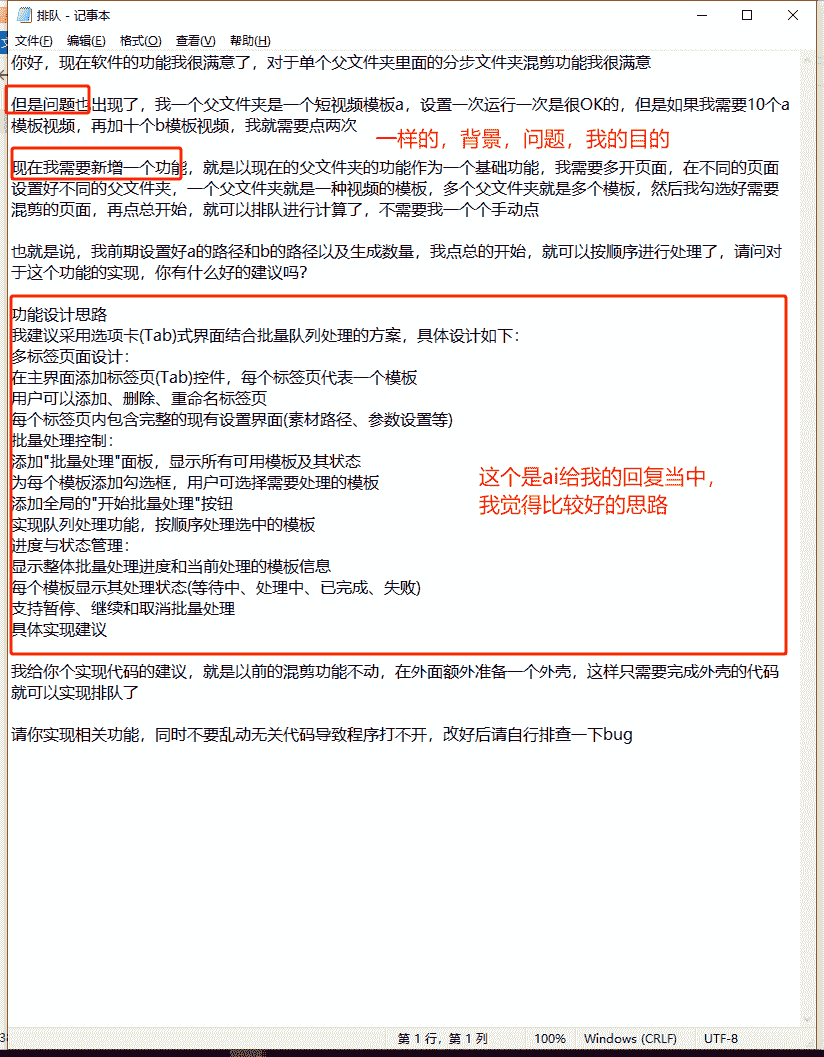 排队 - 记事本
文件(F) 编辑(E) 格式(O) 查看(V) 帮助(H)
你好，现在软件的功能我很满意了，对于单个父文件夹里面的分步文件夹混剪功能我很满意
但是问题也出现了，我一个父文件夹是一个短视频模板a，设置一次运行一次是很OK的，但是如果我需要10个a
模板视频，再加十个b模板视频，我就需要点两次
一样的，背景，问题，我的目的
现在我需要新增一个功能，就是以现在的父文件夹的功能作为一个基础功能，我需要多开页面，在不同的页面
设置好不同的父文件夹，一个父文件夹就是一种视频的模板，多个父文件夹就是多个模板，然后我勾选好需要
混剪的页面，再点总开始，就可以排队进行计算了，不需要我一个个手动点
也就是说，我前期设置好a的路径和b的路径以及生成数量，我点总的开始，就可以按顺序进行处理了，请问对
于这个功能的实现，你有什么好的建议吗？
功能设计思路
我建议采用选项卡(Tab)式界面结合批量队列处理的方案，具体设计如下：
多标签页面设计：
在主界面添加标签页(Tab)控件，每个标签页代表一个模板
用户可以添加、删除、重命名标签页
每个标签页内包含完整的现有设置界面(素材路径、参数设置等)
批量处理控制：
添加"批量处理"面板，显示所有可用模板及其状态
为每个模板添加勾选框，用户可选择需要处理的模板
添加全局的"开始批量处理"按钮
实现队列处理功能，按顺序处理选中的模板
进度与状态管理：
显示整体批量处理进度和当前处理的模板信息
每个模板显示其处理状态(等待中、处理中、已完成、失败)
支持暂停、继续和取消批量处理
具体实现建议
这个是ai给我的回复当中，
我觉得比较好的思路
我给你个实现代码的建议，就是以前的混剪功能不动，在外面额外准备一个外壳，这样只需要完成外壳的代码
就可以实现排队了
请你实现相关功能，同时不要乱动无关代码导致程序打不开，改好后请自行排查一下bug
第 1 行，第 1 列 100% Windows (CRLF) UTF-8